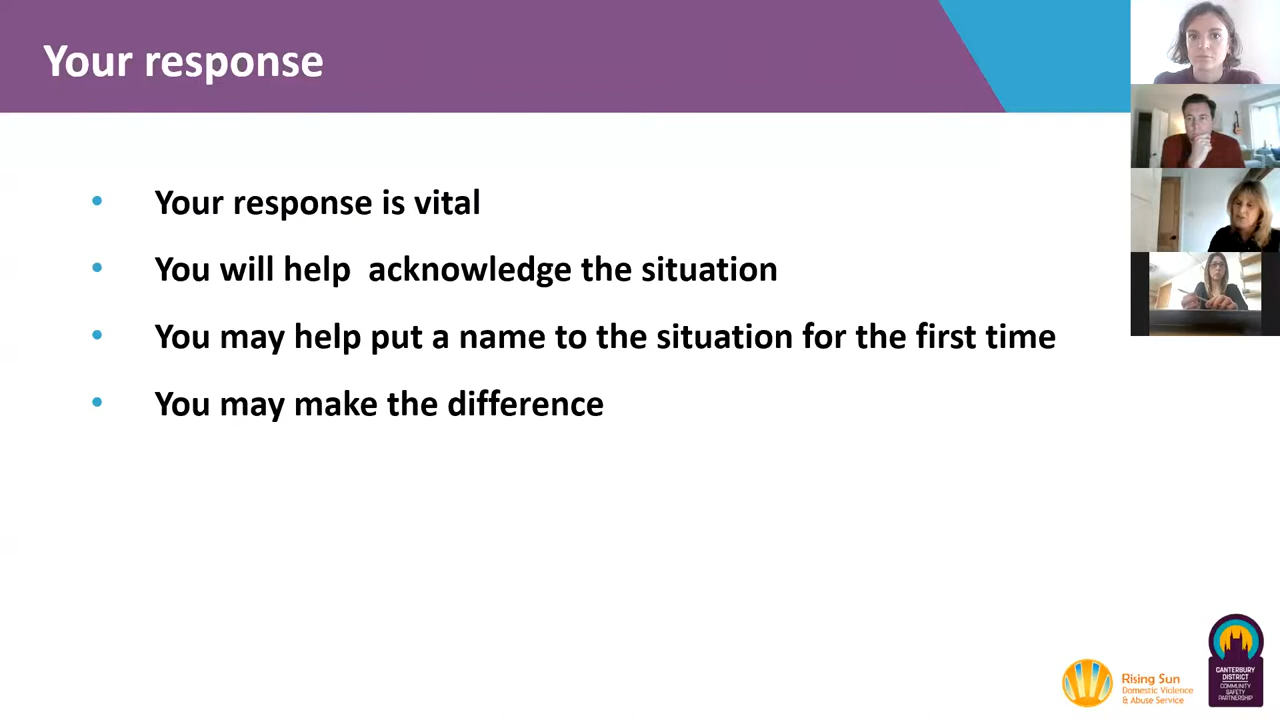 Your response
Your response is vital
You will help  acknowledge the situation
You may help put a name to the situation for the first time
You may make the difference
Rising Sun
Domestic Violence
& Abuse Service
CANTERBURY
DISTRICT
COMMUNITY
SAFETY
PARTNERSHIP